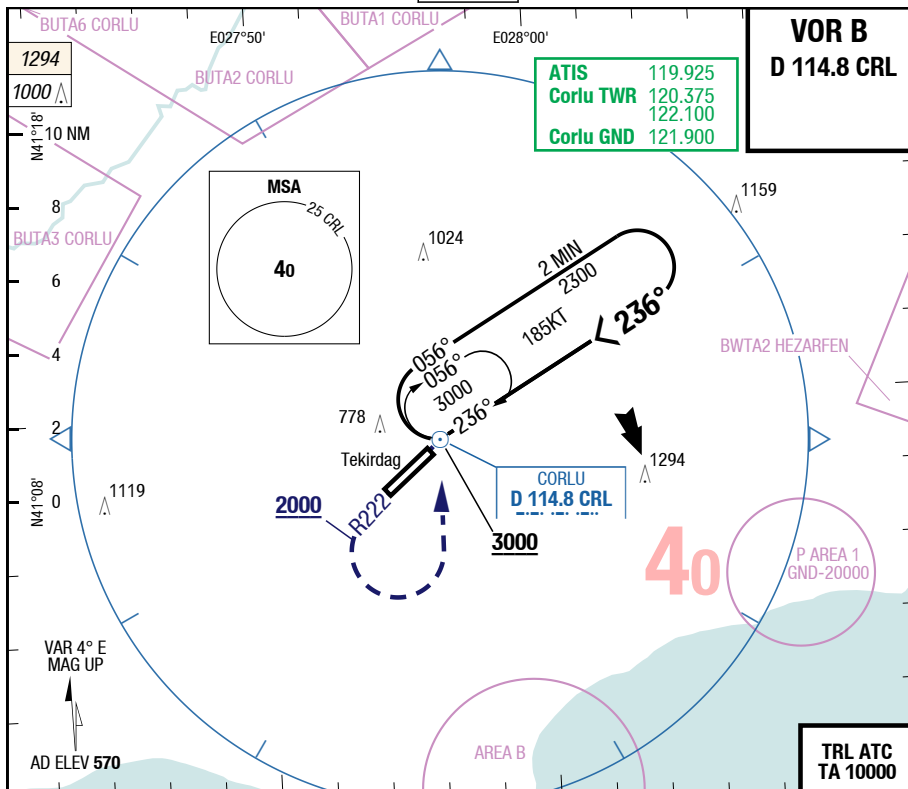 BUTA6 CORLU
BUTA1 CORLU
E027°50'
E028°00'
VOR B
D 114.8 CRL
1294
1000
BUTA2 CORLU
ATIS 119.925
Corlu TWR 120.375
122.100
Corlu GND 121.900
N41°18'
10 NM
MSA
25 CRL
40
1159
8
BUTA3 CORLU
1024
6
2 MIN
2300
185KT
236°
4
056°
056°
3000
236°
BWTA2 HEZARFEN
778
2
Tekirdag
1294
CORLU
D 114.8 CRL
1119
N41°08'
0
2000
R222
3000
40
P AREA 1
GND-20000
VAR 4° E
MAG UP
AD ELEV 570
AREA B
TRL ATC
TA 10000